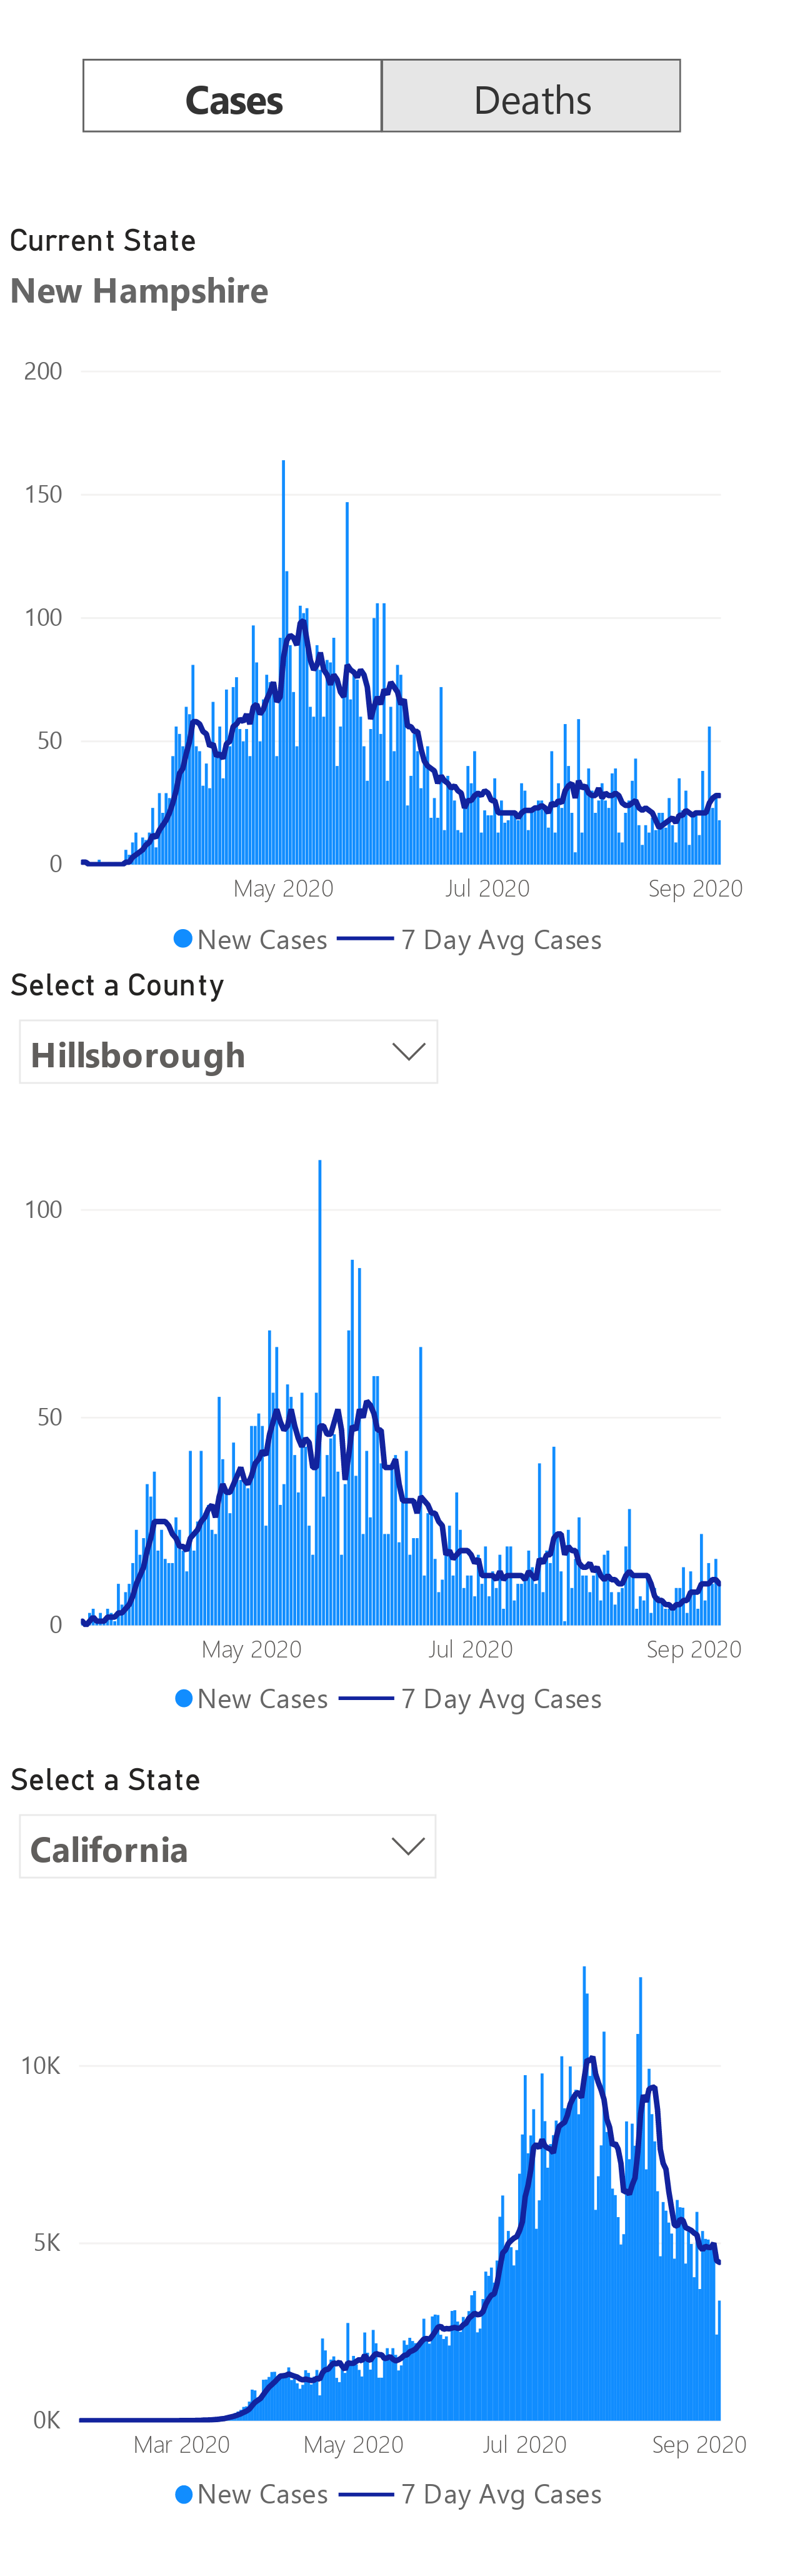 Cases Deaths
Current State
New Hampshire
200
150
100
50
0
May 2020 Jul 2020 Sep 2020
New Cases 7 Day Avg Cases
Select a County
Hillsborough
100
50
0
May 2020 Jul 2020 Sep 2020
New Cases 7 Day Avg Cases
Select a State
California
10K
5K
0K
Mar 2020 May 2020 Jul 2020 Sep 2020
New Cases 7 Day Avg Cases